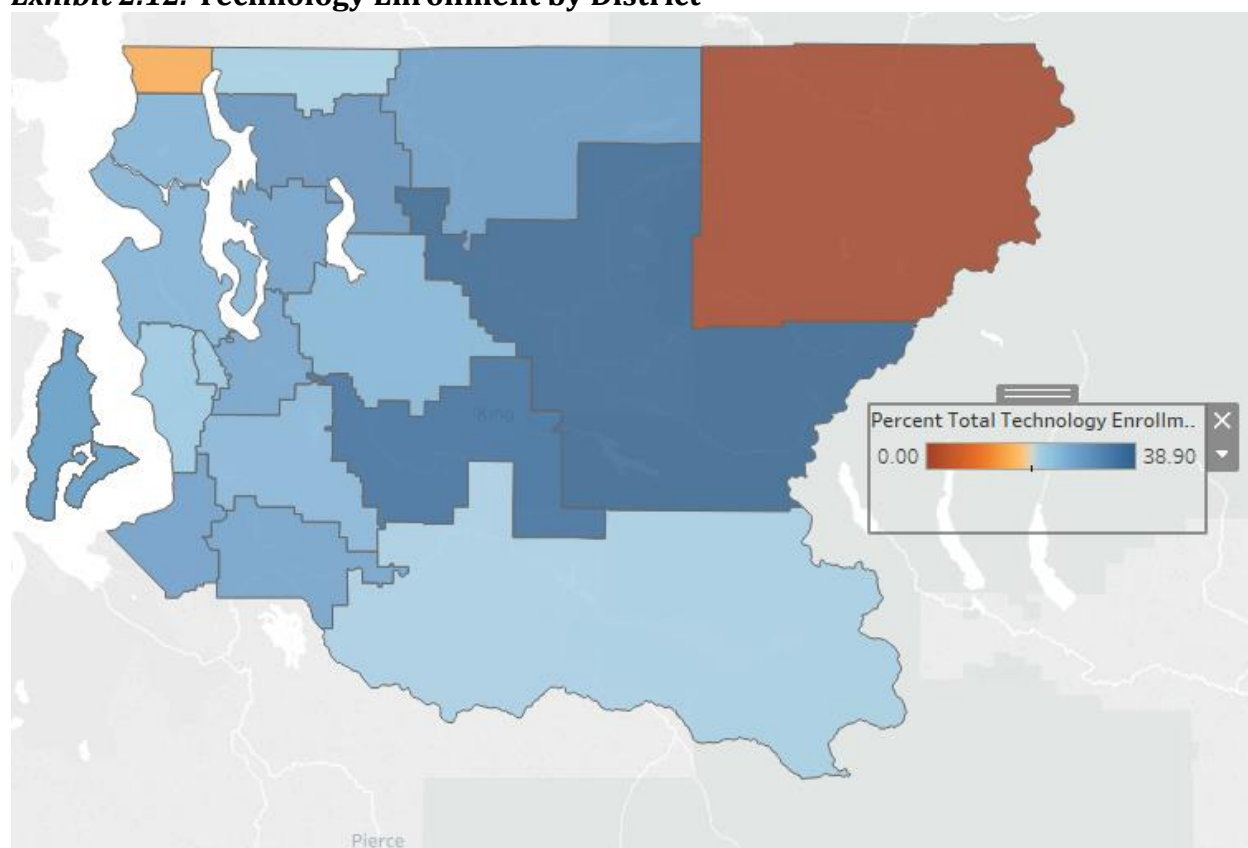 Exhibit 2.12: Technology Enrollment by District
King
Percent Total Technology Enrollm..
0.00
38.90
Pierce